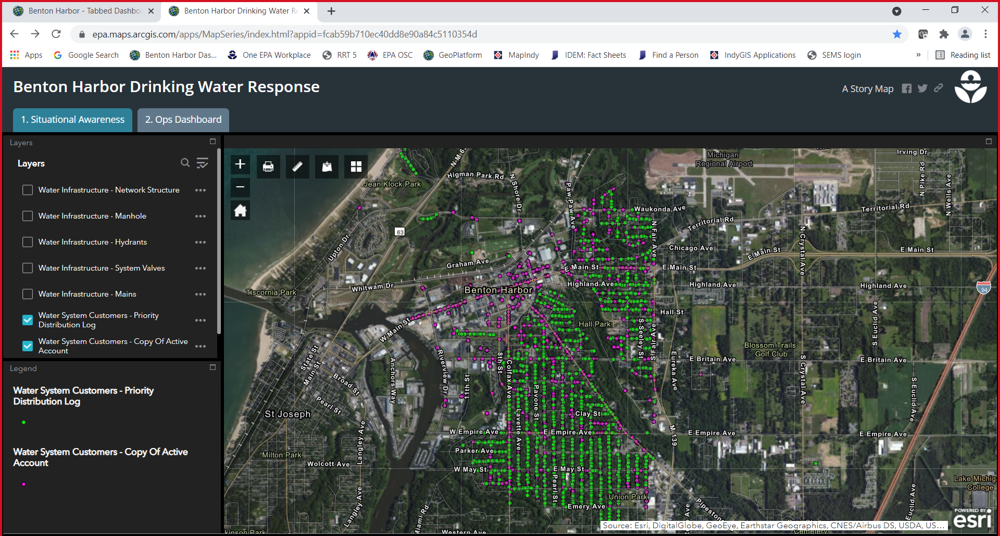 Benton Harbor - Tabbed Dashbo
Benton Harbor Drinking Water R
epa.maps.arcgis.com/apps/MapSeries/index.html?appid=fcab59b710ec40dd8e90a84c5110354d
Apps
Google Search
Benton Harbor Das...
One EPA Workplace
RRT 5
EPA OSC
GeoPlatform
MapIndy
IDEM: Fact Sheets
Find a Person
IndyGIS Applications
SEMS login
»
Reading list
Benton Harbor Drinking Water Response
A Story Map
1. Situational Awareness
2. Ops Dashboard
Layers
Layers
Water Infrastructure - Network Structure
Water Infrastructure - Manhole
Water Infrastructure - Hydrants
Water Infrastructure - System Valves
Water Infrastructure - Mains
Water System Customers - Priority
Distribution Log
Water System Customers - Copy Of Active
Account
Legend
Water System Customers - Priority
Distribution Log
Water System Customers - Copy Of Active
Account
N M 63
Higman Park Rd
Jean Klock Park
N Shore Dr
Paw Paw Ave
Michigan
Regional Airport
Irving Dr
N Pike Rd
N Wells Ave
Waukonda Ave
Territorial Rd
Territorial Rd
63
Upton Dr
N Fair Ave
Chicago Ave
E Main St
N Crystal Ave
E Main St
Graham Ave
E Main St
E Main St
Whitwam Dr
Tiscornia Park
Benton Harbor
Highland Ave
Highland Ave
Highland Ave
94
Hall St
Hall Park
W Main St
S Seeley St
S Fair Ave
S Euclid Ave
Blossom Trails
Golf Club
State St
Main St
Broad St
Pearl St
Anchors Way
Riverview Dr
11th St
8th St
Colfax Ave
Pavone St
Lavette Ave
Eureka Ave
E Britain Ave
E Britain Ave
S Crystal Ave
S Euclid Ave
St Joseph
Clay St
W Empire Ave
E Empire Ave
E Empire Ave
E Empire Ave
M 139
Langley Ave
Parker Ave
Milton Park
Wolcott Ave
W May St
E May St
Pearl St
Lake Michig
College
Union Park
Emery Ave
Langley Ave
Miami Rd
Pipestone
Euclid Ave
kinson Park
Western Ave
Cemetery
Source: Esri, DigitalGlobe, GeoEye, Earthstar Geographics, CNES/Airbus DS, USDA, US...
POWERED BY
esri